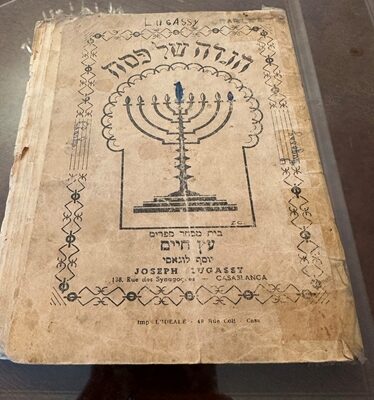 LUGASSY
הגדה של פסח
בית מסחר ספרים
עץ חיים
יוסף לוגאסי
JOSEPH LUGASSY
158, Rue des Synagogues — CASABLANCA
Imp. L'IDEALE - 49 Rue Coli - Casa